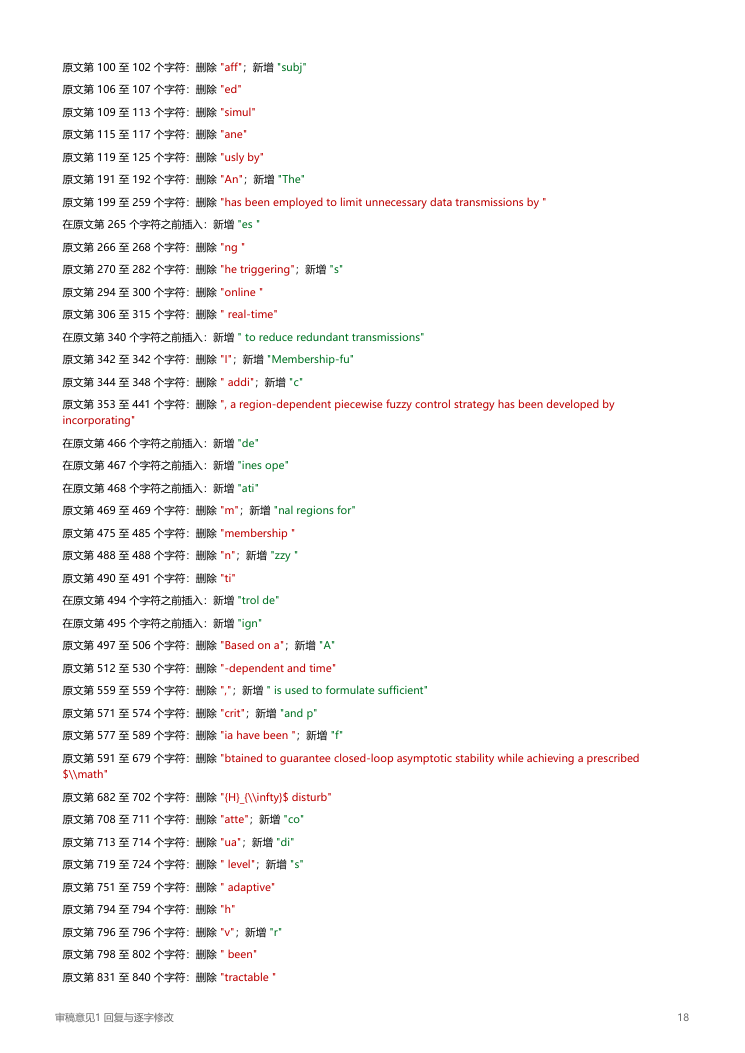 原文第 100 至 102 个字符：删除 "aff"；新增 "subj"
原文第 106 至 107 个字符：删除 "ed"
原文第 109 至 113 个字符：删除 "simul"
原文第 115 至 117 个字符：删除 "ane"
原文第 119 至 125 个字符：删除 "usly by"
原文第 191 至 192 个字符：删除 "An"；新增 "The"
原文第 199 至 259 个字符：删除 "has been employed to limit unnecessary data transmissions by "
在原文第 265 个字符之前插入：新增 "es "
原文第 266 至 268 个字符：删除 "ng "
原文第 270 至 282 个字符：删除 "he triggering"；新增 "s"
原文第 294 至 300 个字符：删除 "online "
原文第 306 至 315 个字符：删除 " real-time"
在原文第 340 个字符之前插入：新增 " to reduce redundant transmissions"
原文第 342 至 342 个字符：删除 "I"；新增 "Membership-fu"
原文第 344 至 348 个字符：删除 " addi"；新增 "c"
原文第 353 至 441 个字符：删除 ", a region-dependent piecewise fuzzy control strategy has been developed by
incorporating"
在原文第 466 个字符之前插入：新增 "de"
在原文第 467 个字符之前插入：新增 "ines ope"
在原文第 468 个字符之前插入：新增 "ati"
原文第 469 至 469 个字符：删除 "m"；新增 "nal regions for"
原文第 475 至 485 个字符：删除 "membership "
原文第 488 至 488 个字符：删除 "n"；新增 "zzy "
原文第 490 至 491 个字符：删除 "ti"
在原文第 494 个字符之前插入：新增 "trol de"
在原文第 495 个字符之前插入：新增 "ign"
原文第 497 至 506 个字符：删除 "Based on a"；新增 "A"
原文第 512 至 530 个字符：删除 "-dependent and time"
原文第 559 至 559 个字符：删除 ","；新增 " is used to formulate sufficient"
原文第 571 至 574 个字符：删除 "crit"；新增 "and p"
原文第 577 至 589 个字符：删除 "ia have been "；新增 "f"
原文第 591 至 679 个字符：删除 "btained to guarantee closed-loop asymptotic stability while achieving a prescribed
$\\math"
原文第 682 至 702 个字符：删除 "{H}_{\\infty}$ disturb"
原文第 708 至 711 个字符：删除 "atte"；新增 "co"
原文第 713 至 714 个字符：删除 "ua"；新增 "di"
原文第 719 至 724 个字符：删除 " level"；新增 "s"
原文第 751 至 759 个字符：删除 " adaptive"
原文第 794 至 794 个字符：删除 "h"
原文第 796 至 796 个字符：删除 "v"；新增 "r"
原文第 798 至 802 个字符：删除 " been"
原文第 831 至 840 个字符：删除 "tractable "
审稿意见1 回复与逐字修改
18